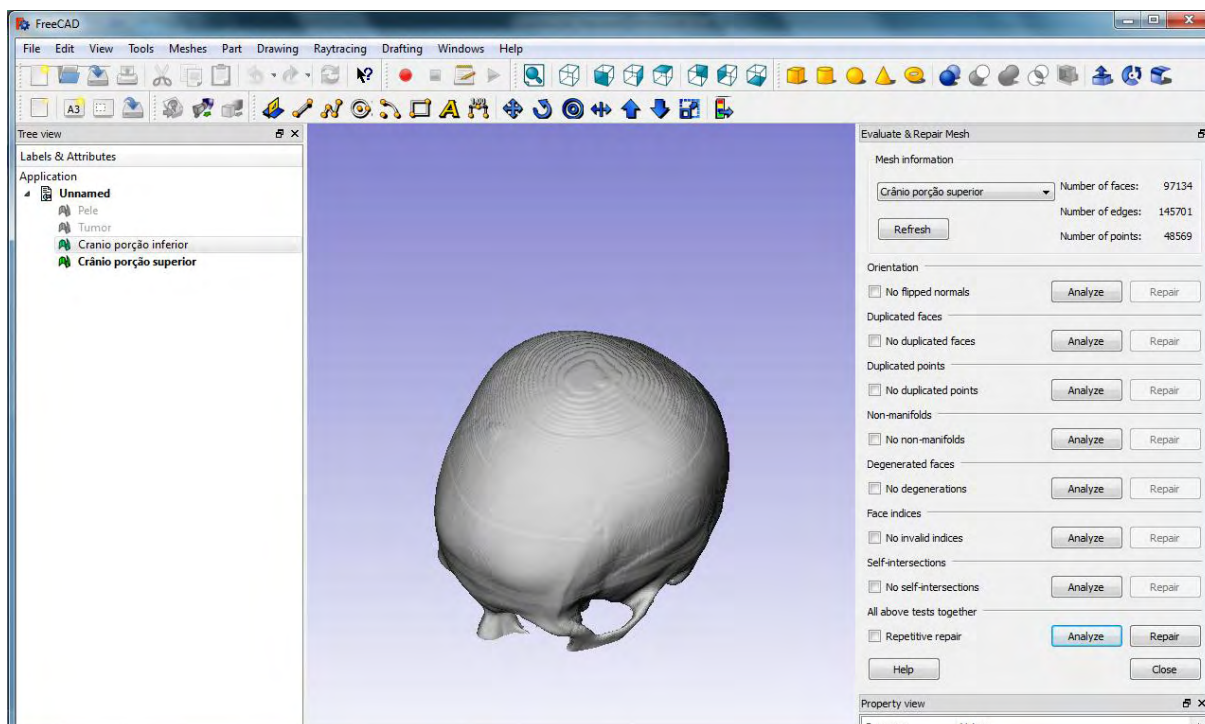 FreeCAD
File Edit View Tools Meshes Part Drawing Raytracing Drafting Windows Help
A3
A
Tree view
Labels & Attributes
Application
Unnamed
Pele
Tumor
Cranio porção inferior
Crânio porção superior
Evaluate & Repair Mesh
Mesh information
Crânio porção superior
Number of faces: 97134
Number of edges: 145701
Refresh
Number of points: 48569
Orientation
No flipped normals Analyze Repair
Duplicated faces
No duplicated faces Analyze Repair
Duplicated points
No duplicated points Analyze Repair
Non-manifolds
No non-manifolds Analyze Repair
Degenerated faces
No degenerations Analyze Repair
Face indices
No invalid indices Analyze Repair
Self-intersections
No self-intersections Analyze Repair
All above tests together
Repetitive repair Analyze Repair
Help Close
Property view